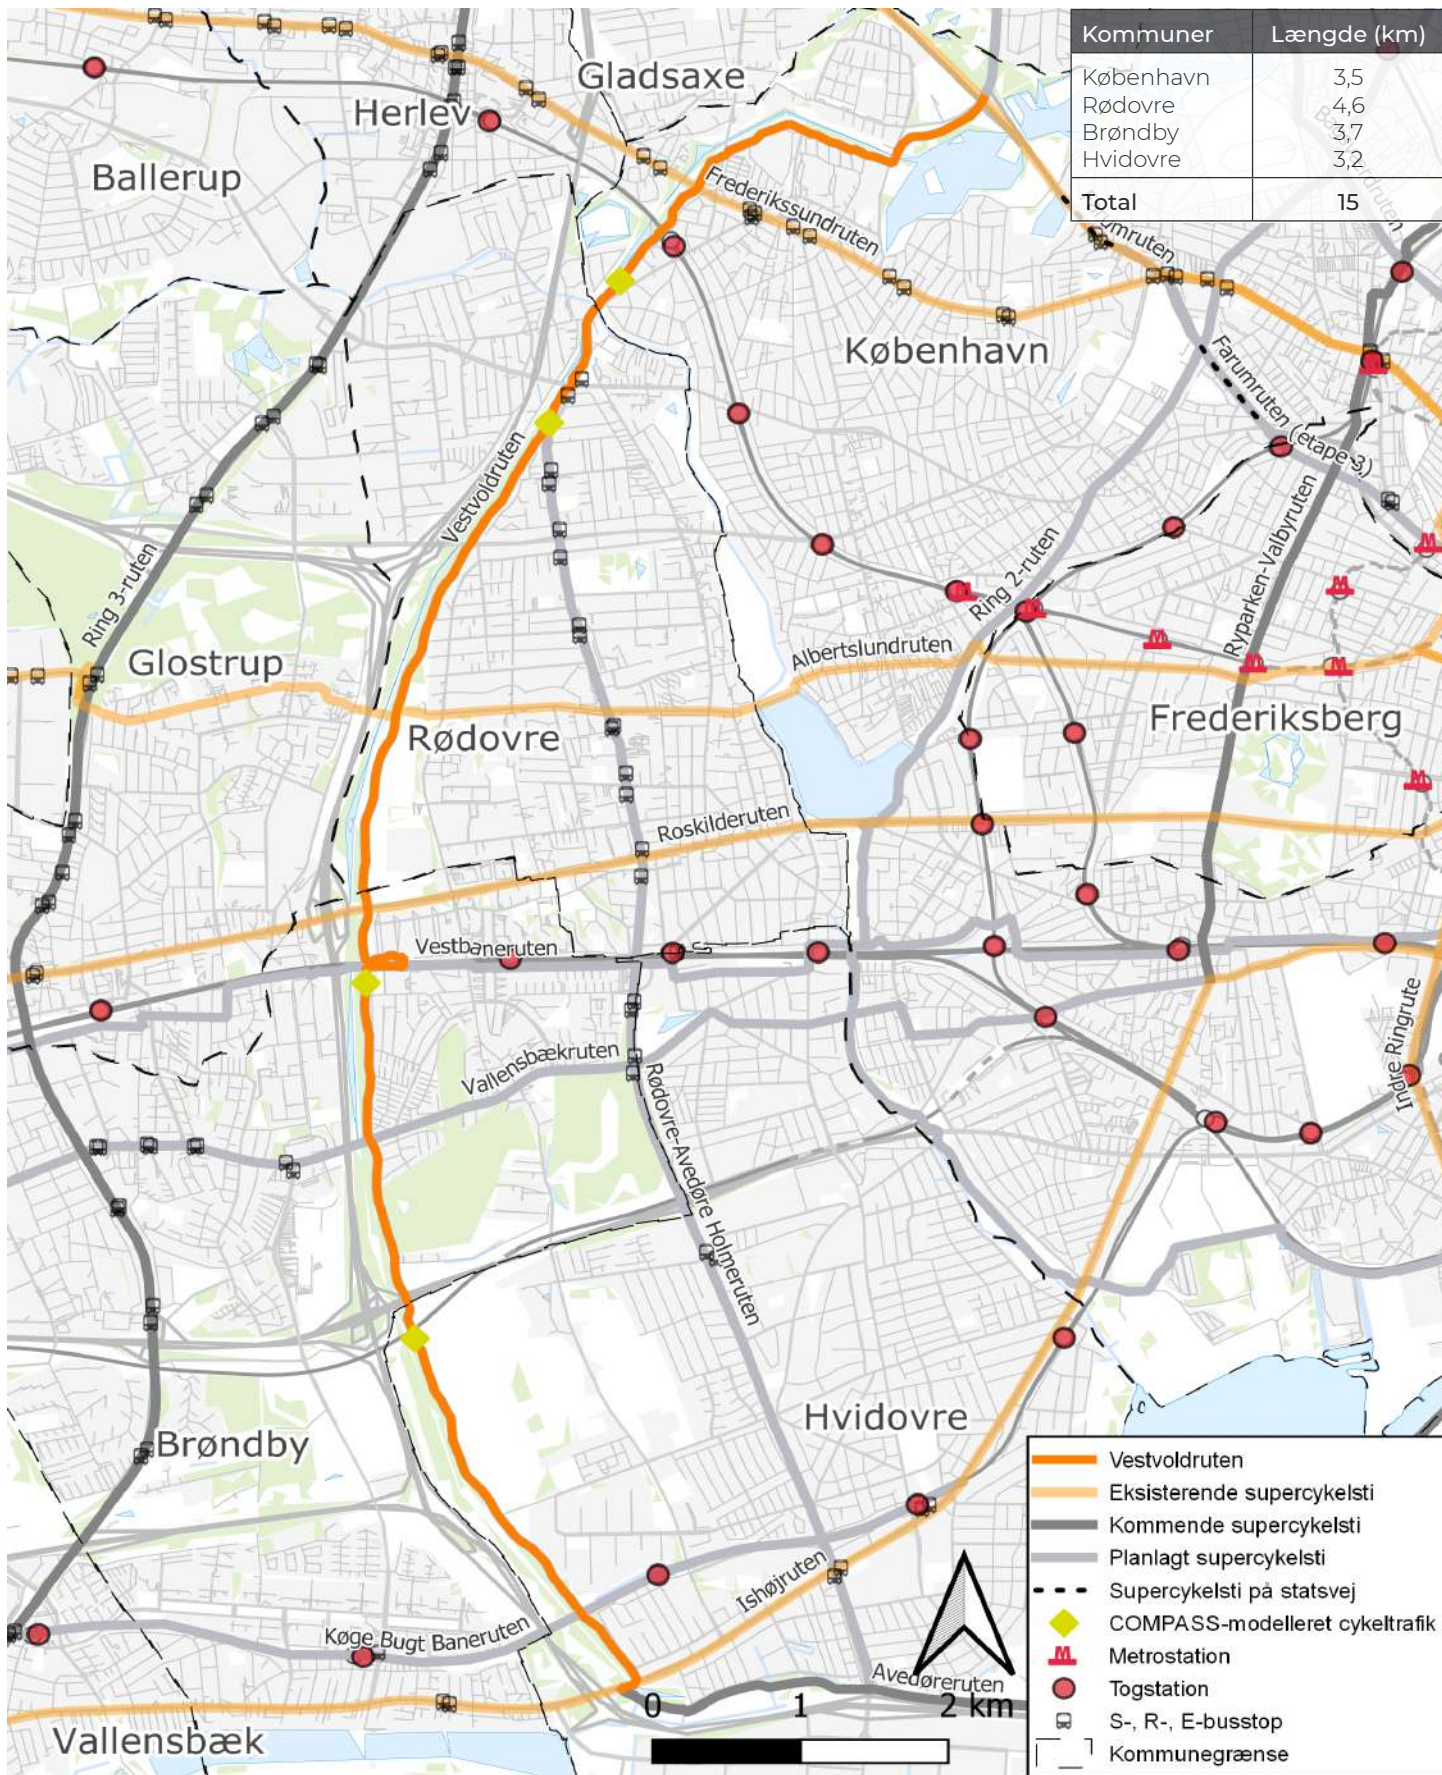 Kommuner Længde (km)
København 3,5
Rødovre 4,6
Brøndby 3,7
Hvidovre 3,2
Total 15
Gladsaxe
Herlev
Ballerup
Frederikssundruten
København
Farumruten (etape 3)
Vestvoldruten
Ring 3-ruten
Ring 2-ruten
Ryparken-Valbyruten
Glostrup
Albertslundruten
Rødovre
Frederiksberg
Roskilderuten
Vestbaneruten
Indre Ringrute
Vallensbækruten
Rødovre-Avedøre Holmeruten
Hvidovre
Brøndby
Ishøjruten
Køge Bugt Baneruten
Avedøreruten
Vallensbæk
0 1 2 km
Vestvoldruten
Eksisterende supercykelsti
Kommende supercykelsti
Planlagt supercykelsti
Supercykelsti på statsvej
COMPASS-modelleret cykeltrafik
Metrostation
Togstation
S-, R-, E-busstop
Kommunegrænse